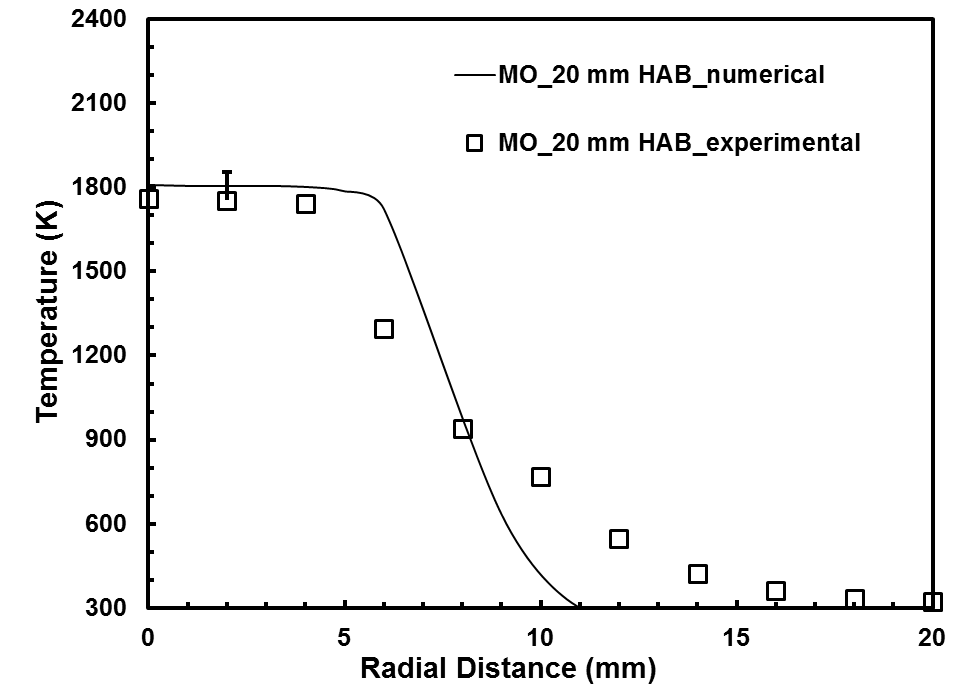 2400
2100
1800
1500
1200
900
600
300
Temperature (K)
MO_20 mm HAB_numerical
MO_20 mm HAB_experimental
0 5 10 15 20
Radial Distance (mm)